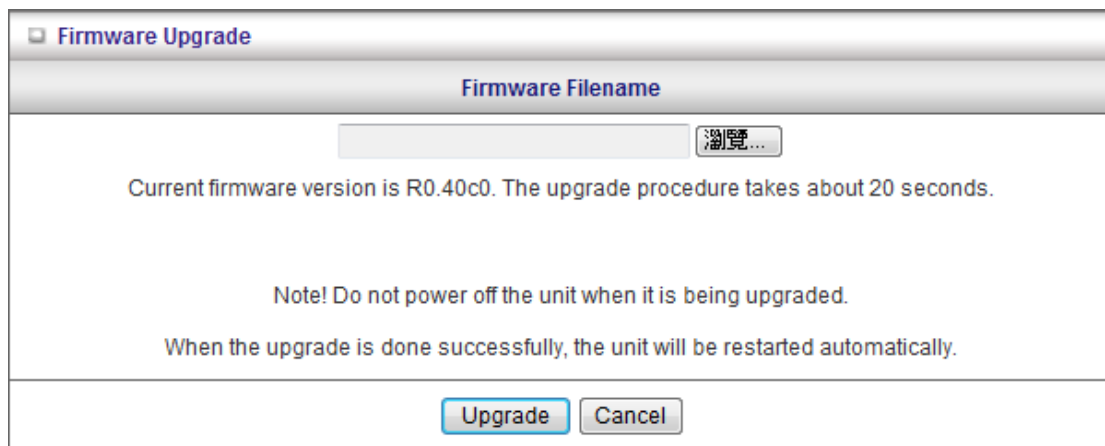 Firmware Upgrade
Firmware Filename
瀏覽...
Current firmware version is R0.40c0. The upgrade procedure takes about 20 seconds.
Note! Do not power off the unit when it is being upgraded.
When the upgrade is done successfully, the unit will be restarted automatically.
Upgrade Cancel